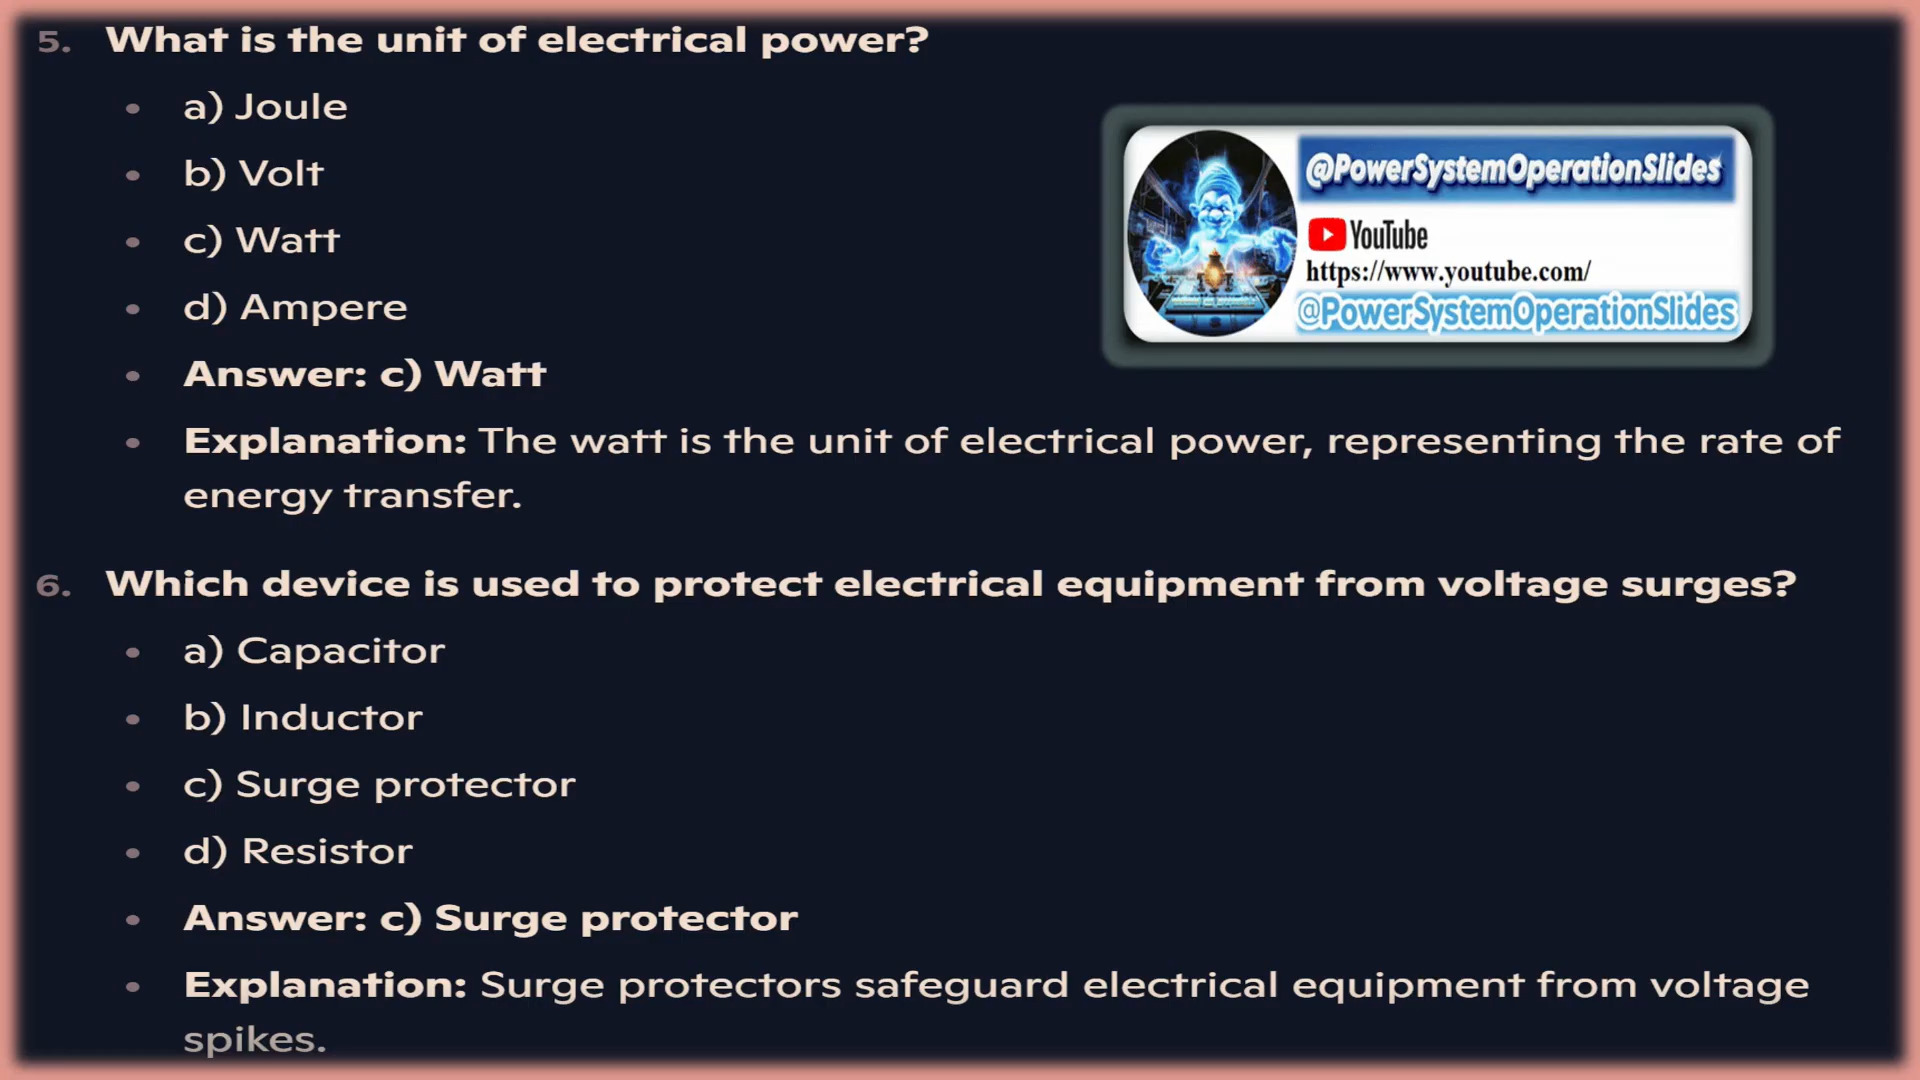 5. What is the unit of electrical power?
• a) Joule
• b) Volt
• c) Watt
• d) Ampere
• Answer: c) Watt
• Explanation: The watt is the unit of electrical power, representing the rate of
energy transfer.
@PowerSystemOperationSlides
YouTube
https://www.youtube.com/
@PowerSystemOperationSlides
6. Which device is used to protect electrical equipment from voltage surges?
• a) Capacitor
• b) Inductor
• c) Surge protector
• d) Resistor
• Answer: c) Surge protector
• Explanation: Surge protectors safeguard electrical equipment from voltage
spikes.